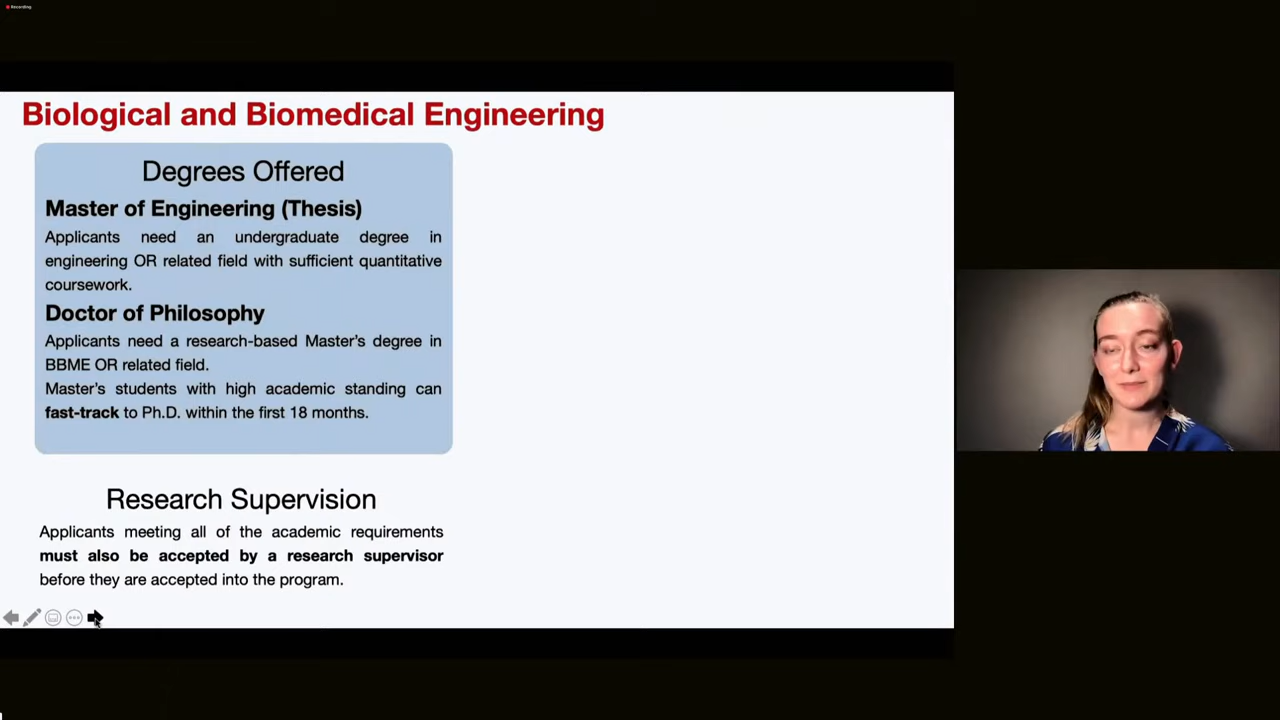 Recording
Biological and Biomedical Engineering
Degrees Offered
Master of Engineering (Thesis)
Applicants need an undergraduate degree in
engineering OR related field with sufficient quantitative
coursework.
Doctor of Philosophy
Applicants need a research-based Master’s degree in
BBME OR related field.
Master’s students with high academic standing can
fast-track to Ph.D. within the first 18 months.
Research Supervision
Applicants meeting all of the academic requirements
must also be accepted by a research supervisor
before they are accepted into the program.